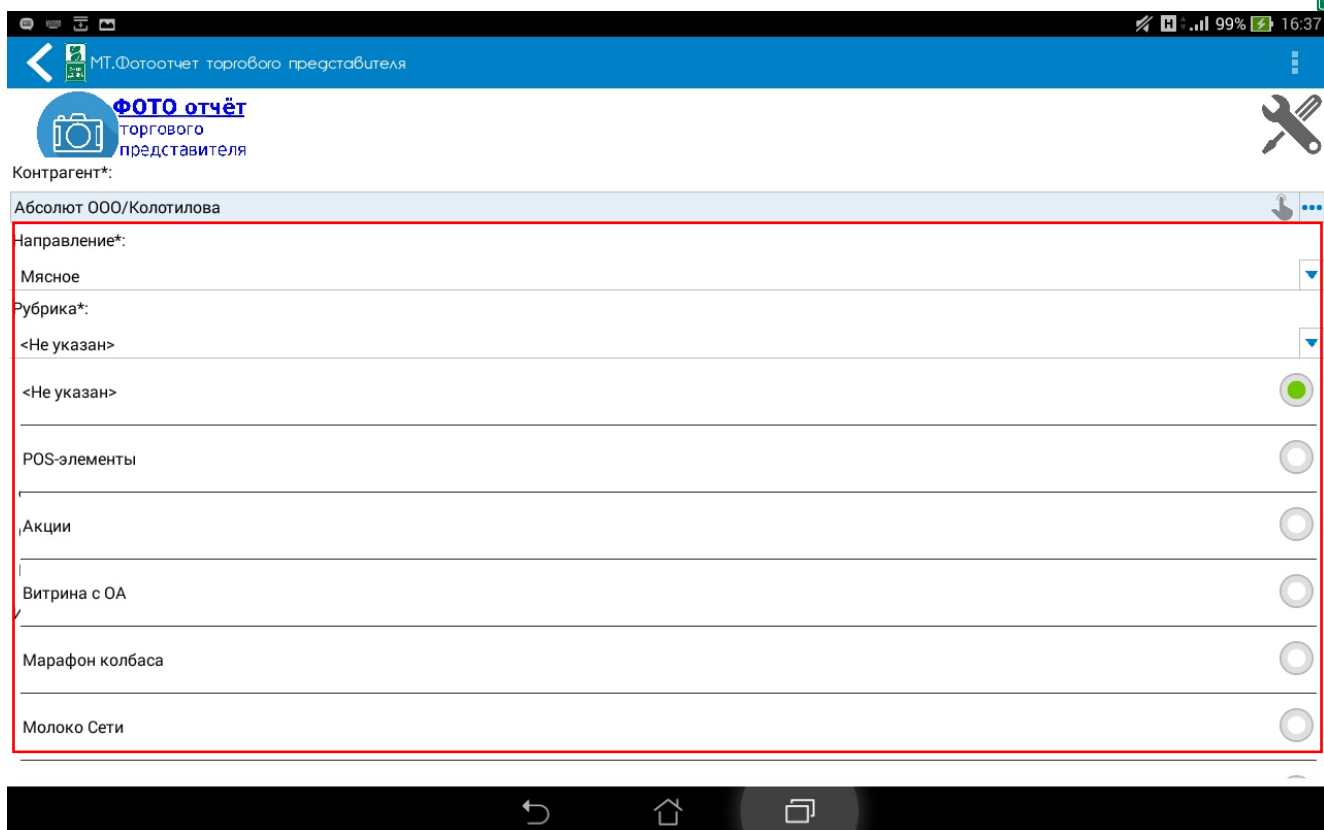 99% 16:37
МТ.Фотоотчет торгового представителя
ФОТО отчёт
торгового
представителя
Контрагент*:
Абсолют ООО/Колотилова
Направление*:
Мясное
Рубрика*:
<Не указан>
<Не указан>
POS-элементы
Акции
Витрина с ОА
Марафон колбаса
Молоко Сети